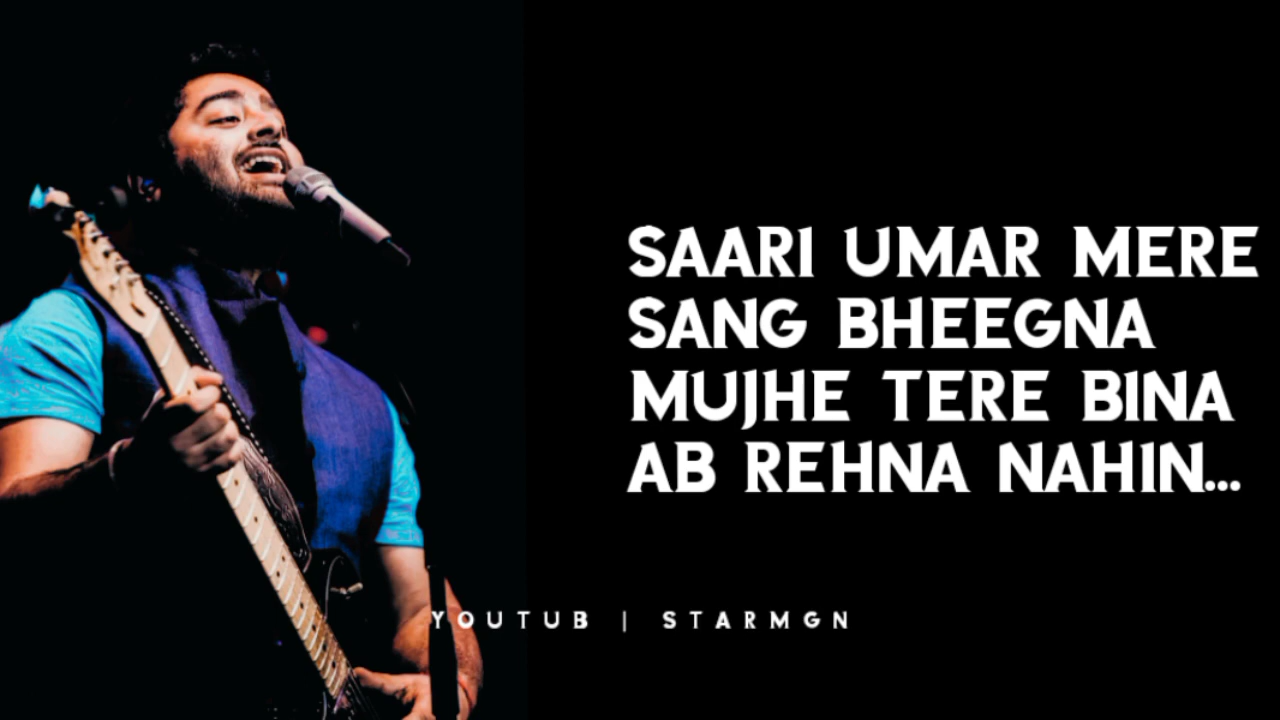 SAARI UMAR MERE
SANG BHEEGNA
MUJHE TERE BINA
AB REHNA NAHIN...
YOUTUB | STARMGN